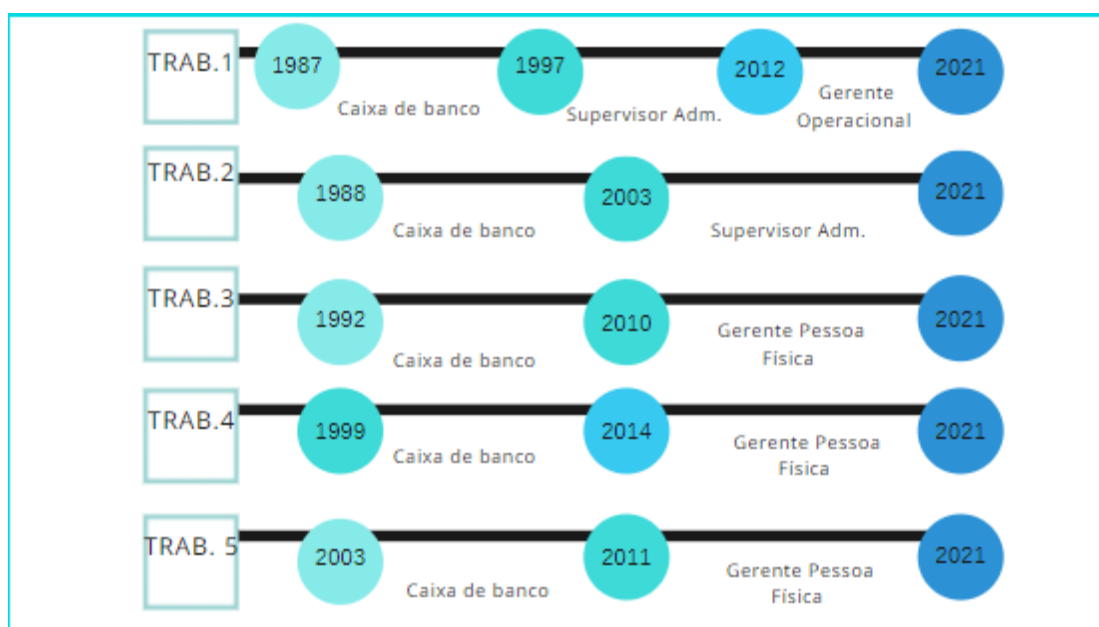 TRAB.1
1987
1997
2012
2021
Caixa de banco
Supervisor Adm.
Gerente
Operacional
TRAB.2
1988
2003
2021
Caixa de banco
Supervisor Adm.
TRAB.3
1992
2010
2021
Caixa de banco
Gerente Pessoa
Física
TRAB.4
1999
2014
2021
Caixa de banco
Gerente Pessoa
Física
TRAB. 5
2003
2011
2021
Caixa de banco
Gerente Pessoa
Física